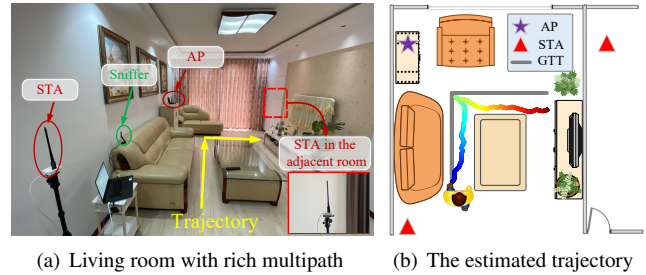 AP
STA
Sniffer
STA in the
adjacent room
Trajectory
AP
STA
GTT
(a) Living room with rich multipath
(b) The estimated trajectory